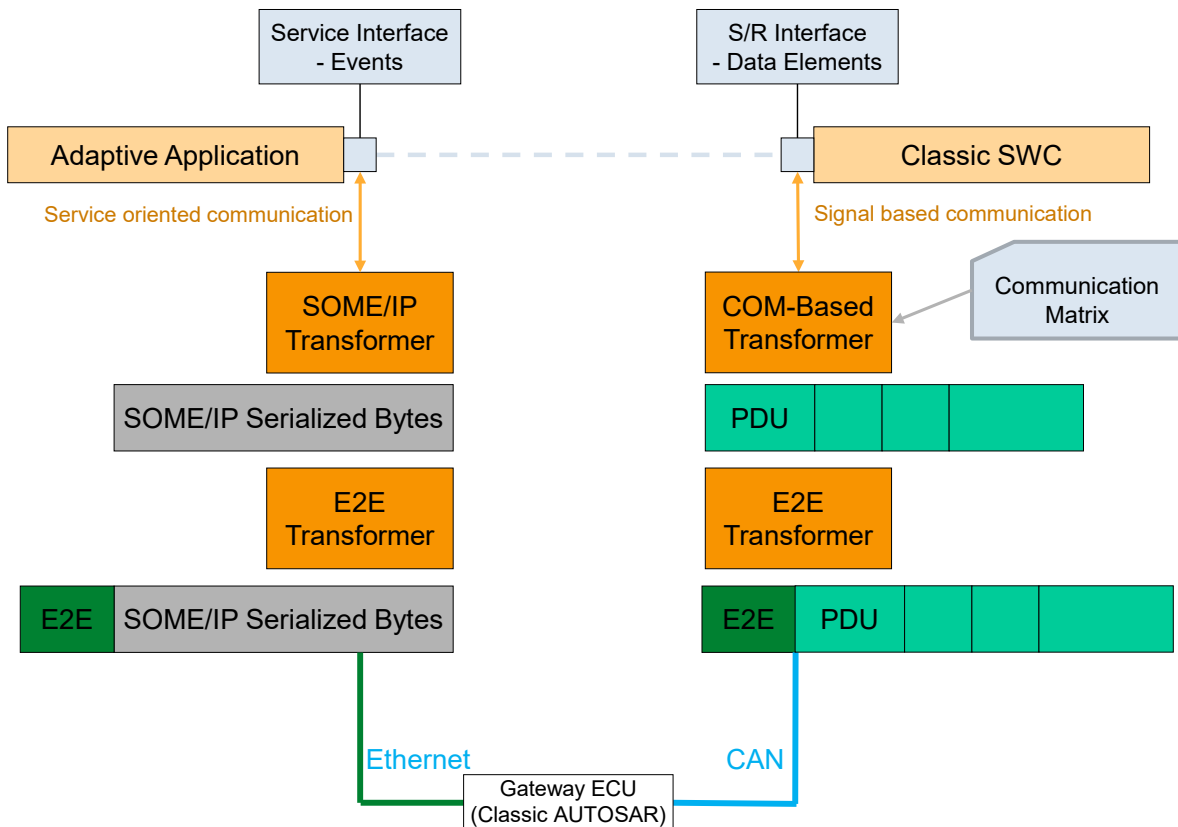 Service Interface
- Events
S/R Interface
- Data Elements
Adaptive Application
Classic SWC
Service oriented communication
Signal based communication
SOME/IP
Transformer
COM-Based
Transformer
Communication
Matrix
SOME/IP Serialized Bytes
PDU
E2E
Transformer
E2E
Transformer
E2E
SOME/IP Serialized Bytes
E2E
PDU
Ethernet
CAN
Gateway ECU
(Classic AUTOSAR)